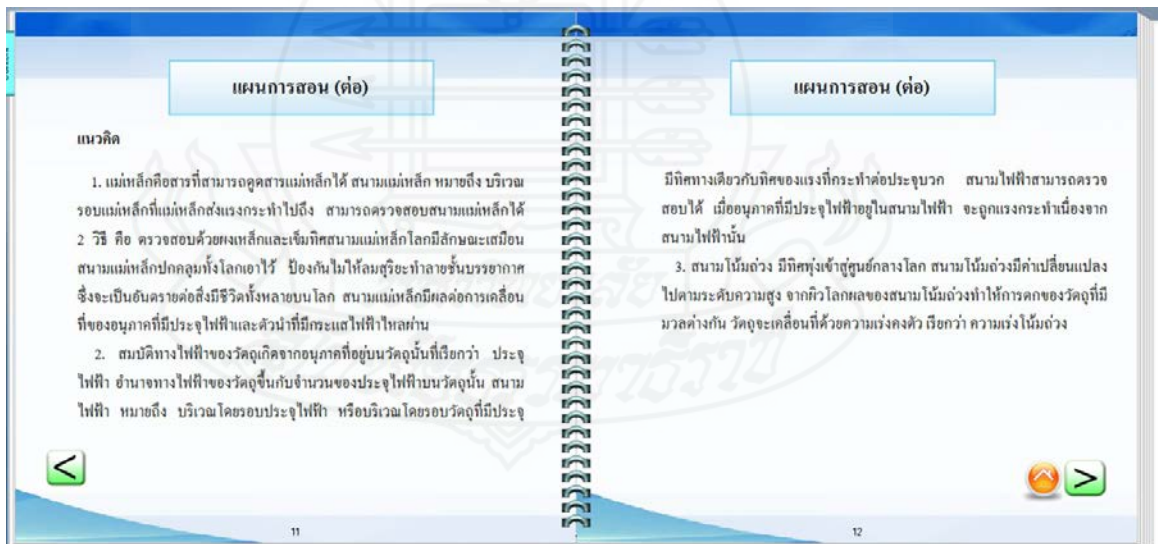 แผนการสอน (ต่อ)
แนวคิด
1. แม่เหล็กคือสารที่สามารถดูดสารแม่เหล็กได้ สนามแม่เหล็ก หมายถึง บริเวณ
รอบแม่เหล็กที่แม่เหล็กส่งแรงกระทำไปถึง สามารถตรวจสอบสนามแม่เหล็กได้
2 วิธี คือ ตรวจสอบด้วยผงเหล็กและเข็มทิศสนามแม่เหล็กโลกมีลักษณะเสมือน
สนามแม่เหล็กปกคลุมทั้งโลกเอาไว้ ป้องกันไม่ให้ลมสุริยะทำลายชั้นบรรยากาศ
ซึ่งจะเป็นอันตรายต่อสิ่งมีชีวิตทั้งหลายบนโลก สนามแม่เหล็กมีผลต่อการเคลื่อน
ที่ของอนุภาคที่มีประจุไฟฟ้าและตัวนำที่มีกระแสไฟฟ้าไหลผ่าน
2. สมบัติทางไฟฟ้าของวัตถุเกิดจากอนุภาคที่อยู่บนวัตถุนั้นที่เรียกว่า ประจุ
ไฟฟ้า อำนาจทางไฟฟ้าของวัตถุขึ้นกับจำนวนของประจุไฟฟ้าบนวัตถุนั้น สนาม
ไฟฟ้า หมายถึง บริเวณโดยรอบประจุไฟฟ้า หรือบริเวณโดยรอบวัตถุที่มีประจุ
11
แผนการสอน (ต่อ)
มีทิศทางเดียวกับทิศของแรงที่กระทำต่อประจุบวก สนามไฟฟ้าสามารถตรวจ
สอบได้ เมื่ออนุภาคที่มีประจุไฟฟ้าอยู่ในสนามไฟฟ้า จะถูกแรงกระทำเนื่องจาก
สนามไฟฟ้านั้น
3. สนามโน้มถ่วง มีทิศพุ่งเข้าสู่ศูนย์กลางโลก สนามโน้มถ่วงมีค่าเปลี่ยนแปลง
ไปตามระดับความสูง จากผิวโลกผลของสนามโน้มถ่วงทำให้การตกของวัตถุที่มี
มวลต่างกัน วัตถุจะเคลื่อนที่ด้วยความเร่งคงตัว เรียกว่า ความเร่งโน้มถ่วง
12